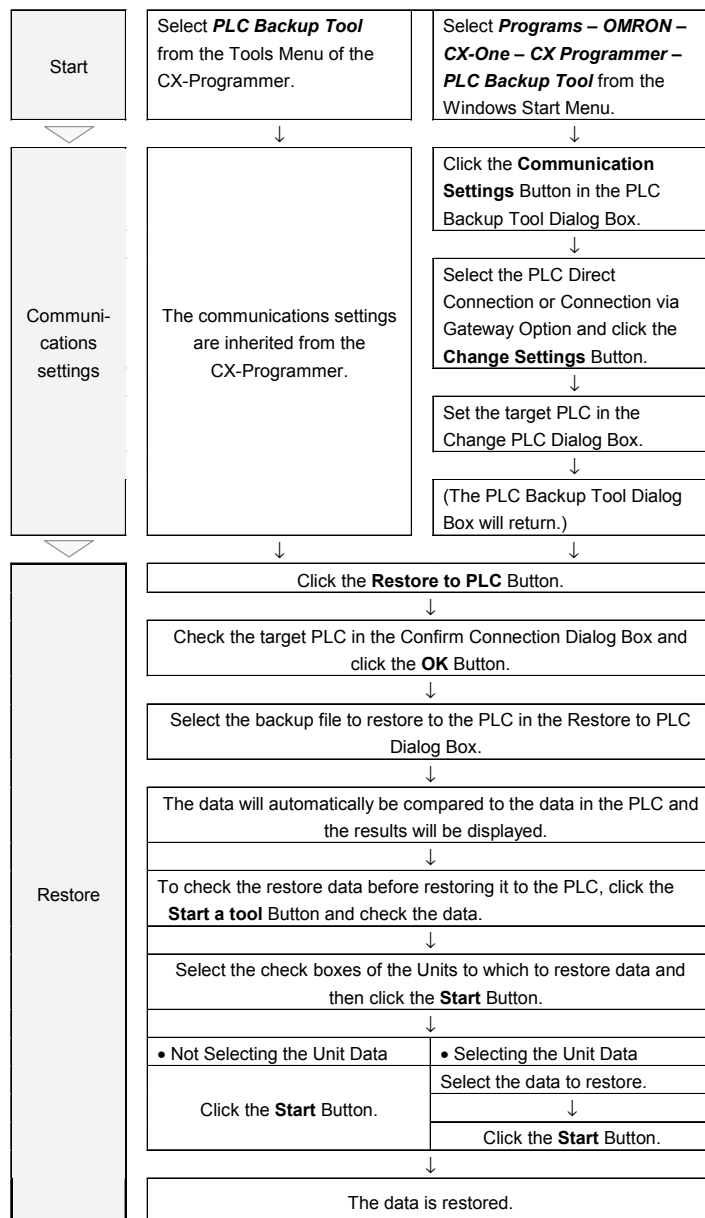 Start
Select PLC Backup Tool
from the Tools Menu of the
CX-Programmer.
Select Programs – OMRON –
CX-One – CX Programmer –
PLC Backup Tool from the
Windows Start Menu.
↓
↓
Communi-
cations
settings
The communications settings
are inherited from the
CX-Programmer.
Click the Communication
Settings Button in the PLC
Backup Tool Dialog Box.
↓
Select the PLC Direct
Connection or Connection via
Gateway Option and click the
Change Settings Button.
↓
Set the target PLC in the
Change PLC Dialog Box.
↓
(The PLC Backup Tool Dialog
Box will return.)
↓
↓
Restore
Click the Restore to PLC Button.
↓
Check the target PLC in the Confirm Connection Dialog Box and
click the OK Button.
↓
Select the backup file to restore to the PLC in the Restore to PLC
Dialog Box.
↓
The data will automatically be compared to the data in the PLC and
the results will be displayed.
↓
To check the restore data before restoring it to the PLC, click the
Start a tool Button and check the data.
↓
Select the check boxes of the Units to which to restore data and
then click the Start Button.
↓
• Not Selecting the Unit Data
Click the Start Button.
• Selecting the Unit Data
Select the data to restore.
↓
Click the Start Button.
↓
The data is restored.